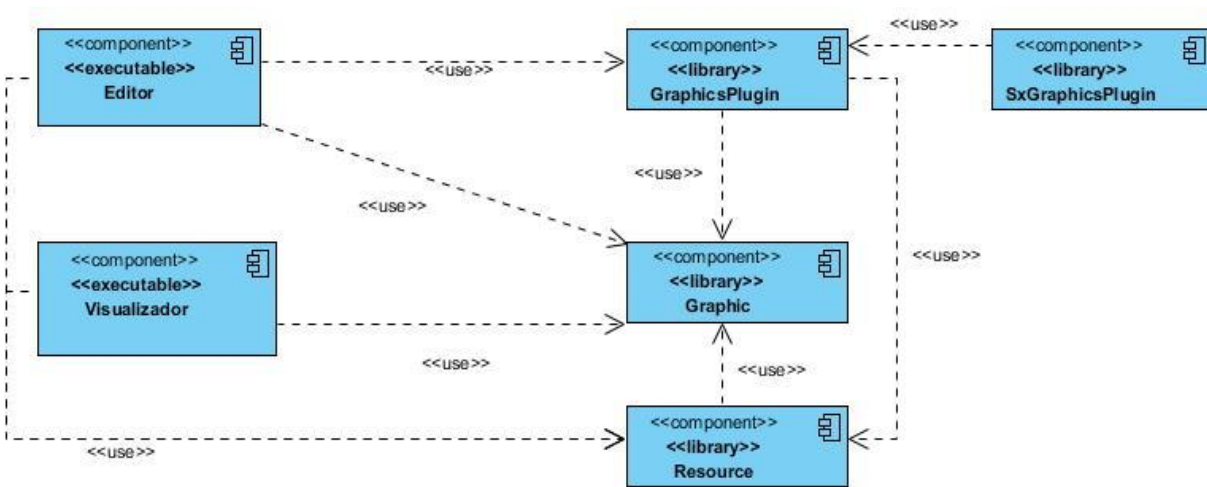 <<component>>
<<executable>>
Editor
<<use>>
<<component>>
<<library>>
GraphicsPlugin
<<use>>
<<component>>
<<library>>
SxGraphicsPlugin
<<use>>
<<use>>
<<use>>
<<component>>
<<executable>>
Visualizador
<<use>>
<<component>>
<<library>>
Graphic
<<use>>
<<use>>
<<use>>
<<component>>
<<library>>
Resource